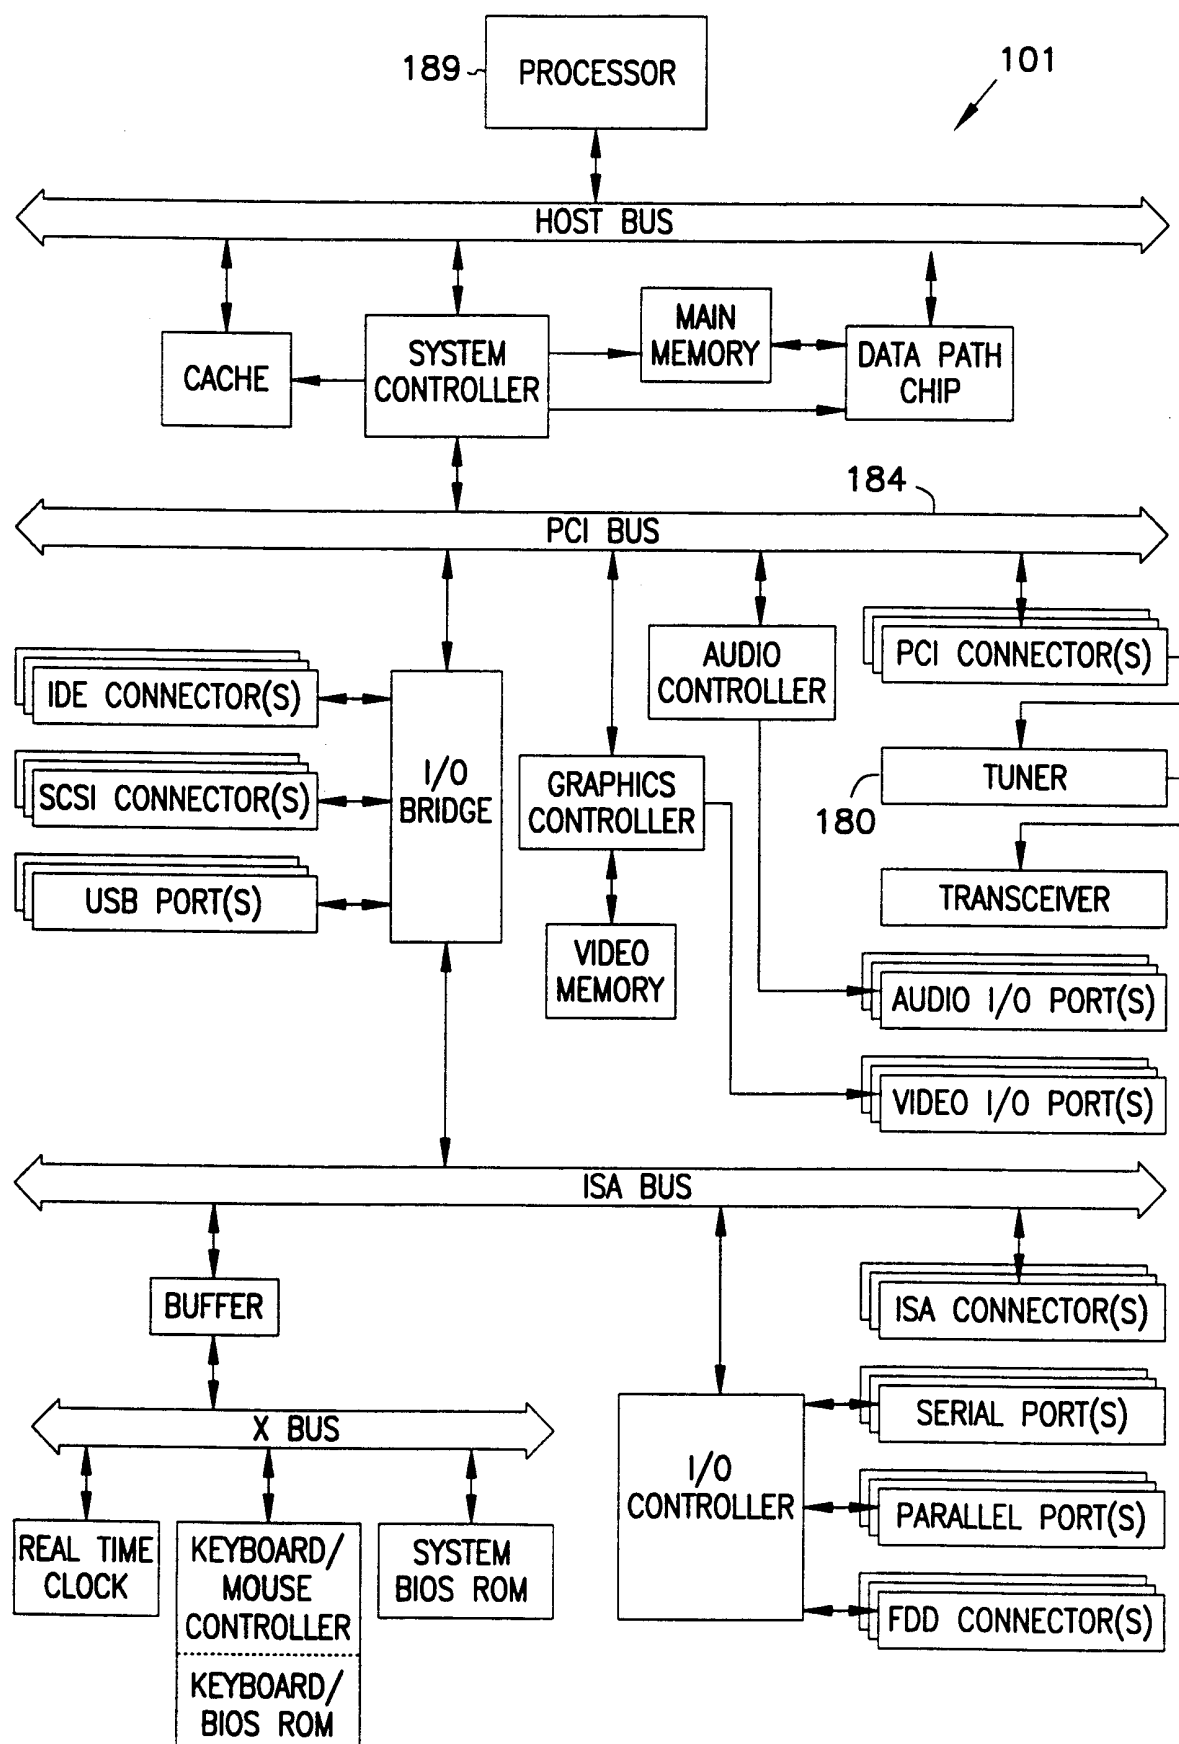 189
PROCESSOR
101
HOST BUS
CACHE
SYSTEM
CONTROLLER
MAIN
MEMORY
DATA PATH
CHIP
184
PCI BUS
IDE CONNECTOR(S)
SCSI CONNECTOR(S)
USB PORT(S)
I/O
BRIDGE
GRAPHICS
CONTROLLER
VIDEO
MEMORY
AUDIO
CONTROLLER
PCI CONNECTOR(S)
TUNER
180
TRANSCEIVER
AUDIO I/O PORT(S)
VIDEO I/O PORT(S)
ISA BUS
BUFFER
X BUS
REAL TIME
CLOCK
KEYBOARD/
MOUSE
CONTROLLER
KEYBOARD/
BIOS ROM
SYSTEM
BIOS ROM
I/O
CONTROLLER
ISA CONNECTOR(S)
SERIAL PORT(S)
PARALLEL PORT(S)
FDD CONNECTOR(S)